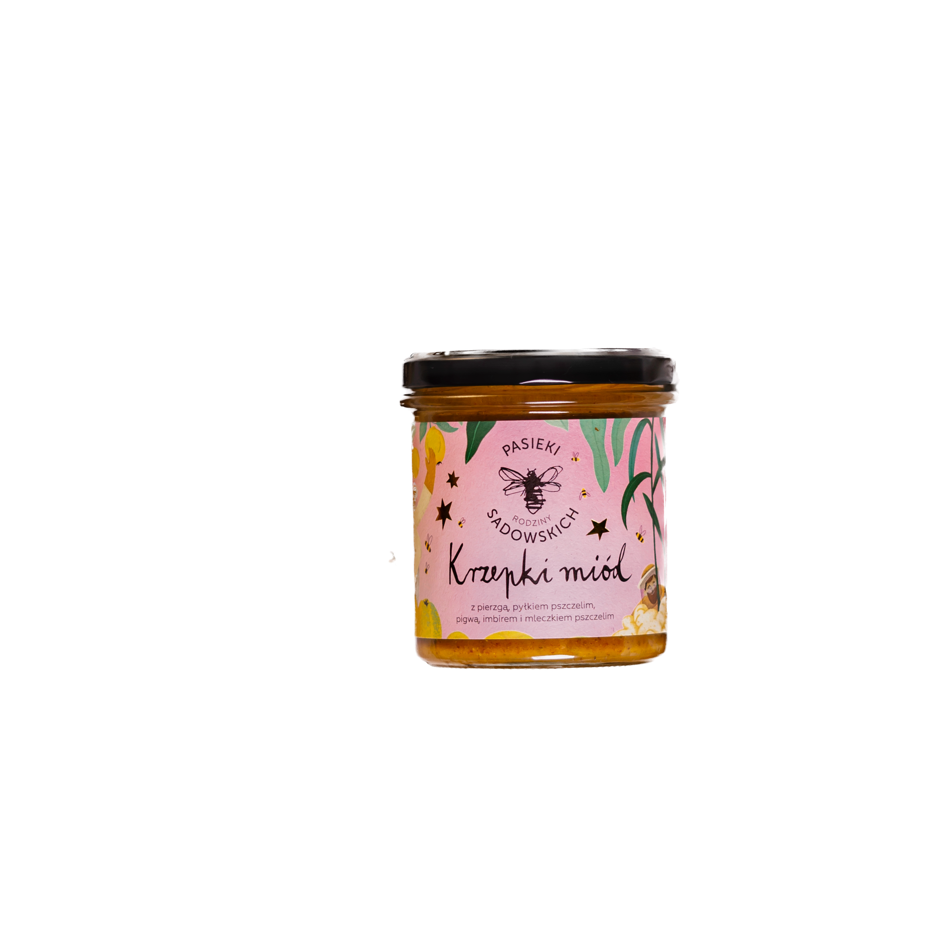 PASIEKI
RODZINY
SADOWSKICH
Krzepki miód
z pierzgą, pyłkiem pszczelim,
pigwą, imbirem i mleczkiem pszczelim